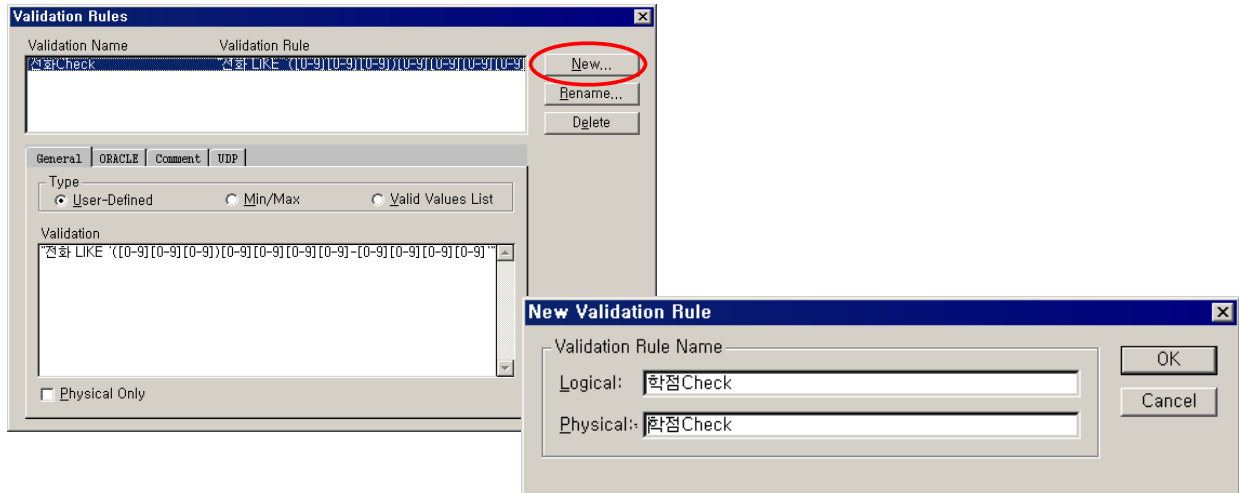 Validation Rules
Validation Name Validation Rule
전화Check "전화 LIKE '([0-9][0-9][0-9])[0-9][0-9][0-9][0-9]
New...
Rename...
Delete
General ORACLE Comment UDP
Type
User-Defined Min/Max Valid Values List
Validation
"전화 LIKE '([0-9][0-9][0-9])[0-9][0-9][0-9][0-9]-[0-9][0-9][0-9][0-9]'"
Physical Only
New Validation Rule
Validation Rule Name
Logical: 학점Check
Physical: 학점Check
OK
Cancel